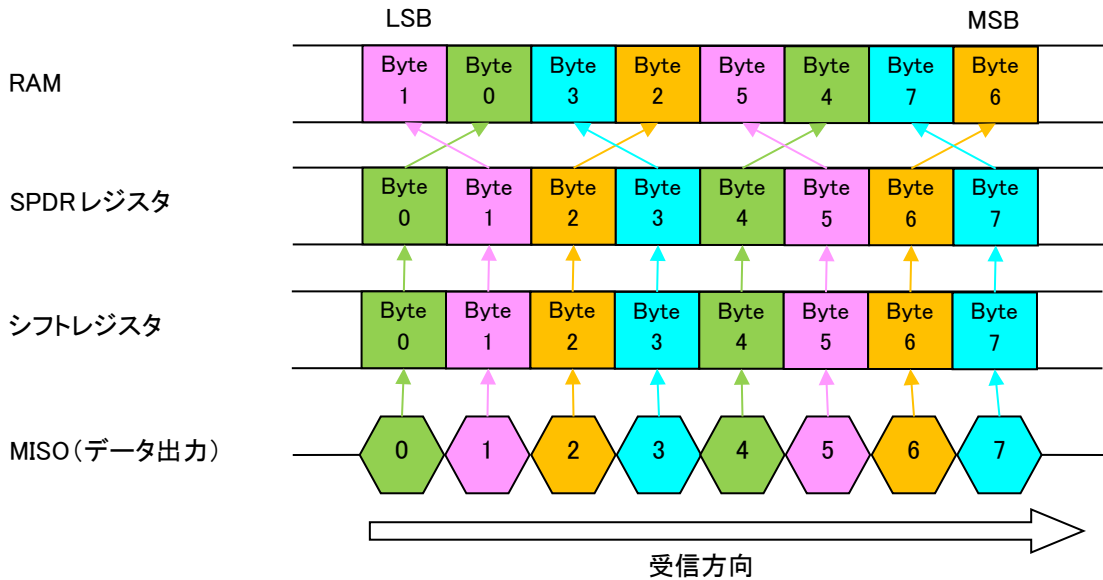 LSB MSB
RAM
Byte Byte Byte Byte Byte Byte Byte Byte
1 0 3 2 5 4 7 6
SPDRレジスタ
Byte Byte Byte Byte Byte Byte Byte Byte
0 1 2 3 4 5 6 7
シフトレジスタ
Byte Byte Byte Byte Byte Byte Byte Byte
0 1 2 3 4 5 6 7
MISO(データ出力)
0 1 2 3 4 5 6 7
受信方向